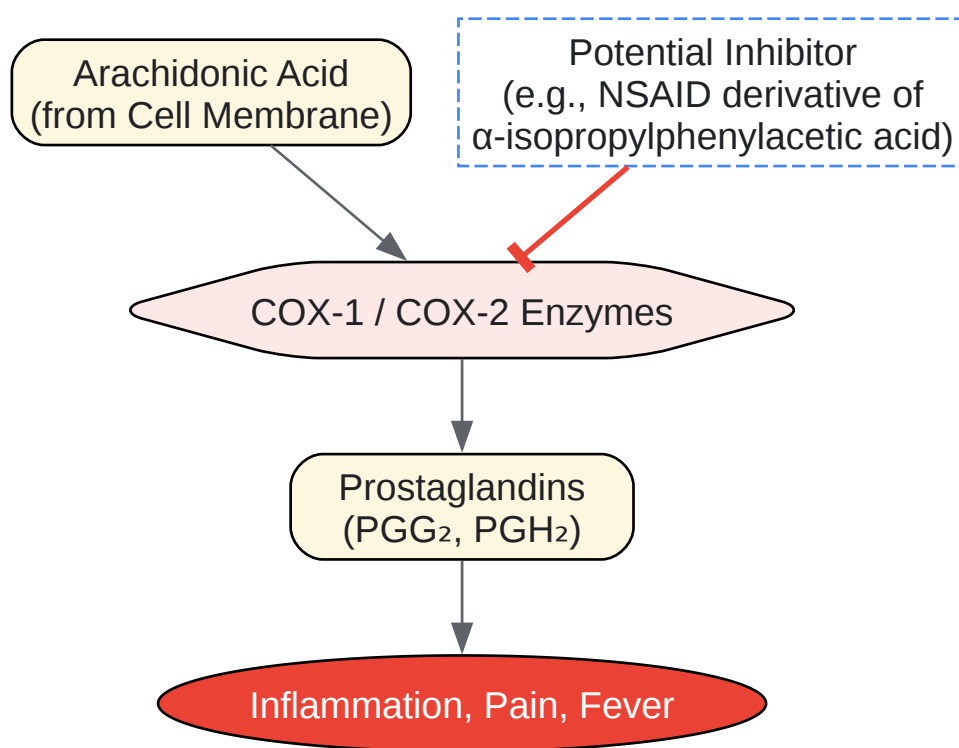 Arachidonic Acid
(from Cell Membrane)
Potential Inhibitor
(e.g., NSAID derivative of
α-isopropylphenylacetic acid)
COX-1 / COX-2 Enzymes
Prostaglandins
(PGG₂, PGH₂)
Inflammation, Pain, Fever